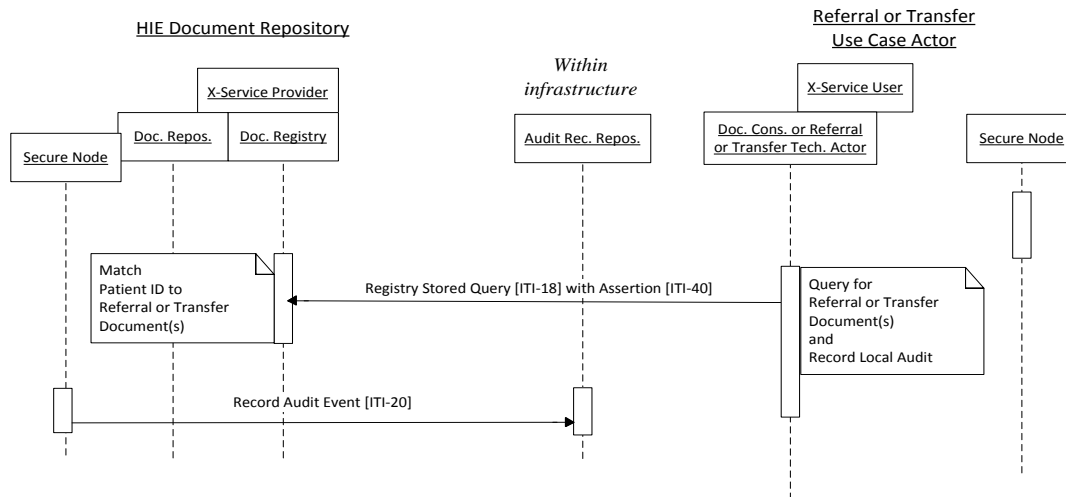 HIE Document Repository
Referral or Transfer
Use Case Actor
Within
infrastructure
X-Service Provider
X-Service User
Doc. Repos.
Doc. Registry
Audit Rec. Repos.
Doc. Cons. or Referral
or Transfer Tech. Actor
Secure Node
Secure Node
Match
Patient ID to
Referral or Transfer
Document(s)
Registry Stored Query [ITI-18] with Assertion [ITI-40]
Query for
Referral or Transfer
Document(s)
and
Record Local Audit
Record Audit Event [ITI-20]